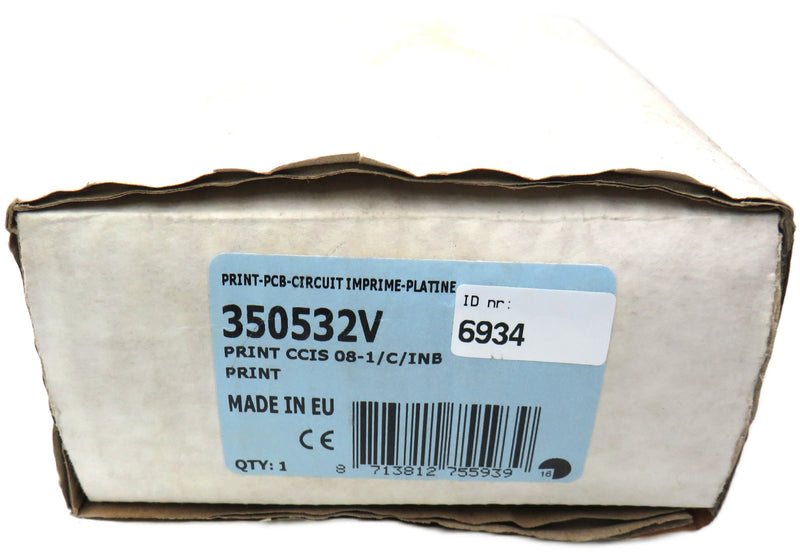 PRINT-PCB-CIRCUIT IMPRIME-PLATINE
ID nr:
6934
350532V
PRINT CCIS 08-1/C/INB
PRINT
MADE IN EU
CE
QTY: 1
8 713812 755939
16